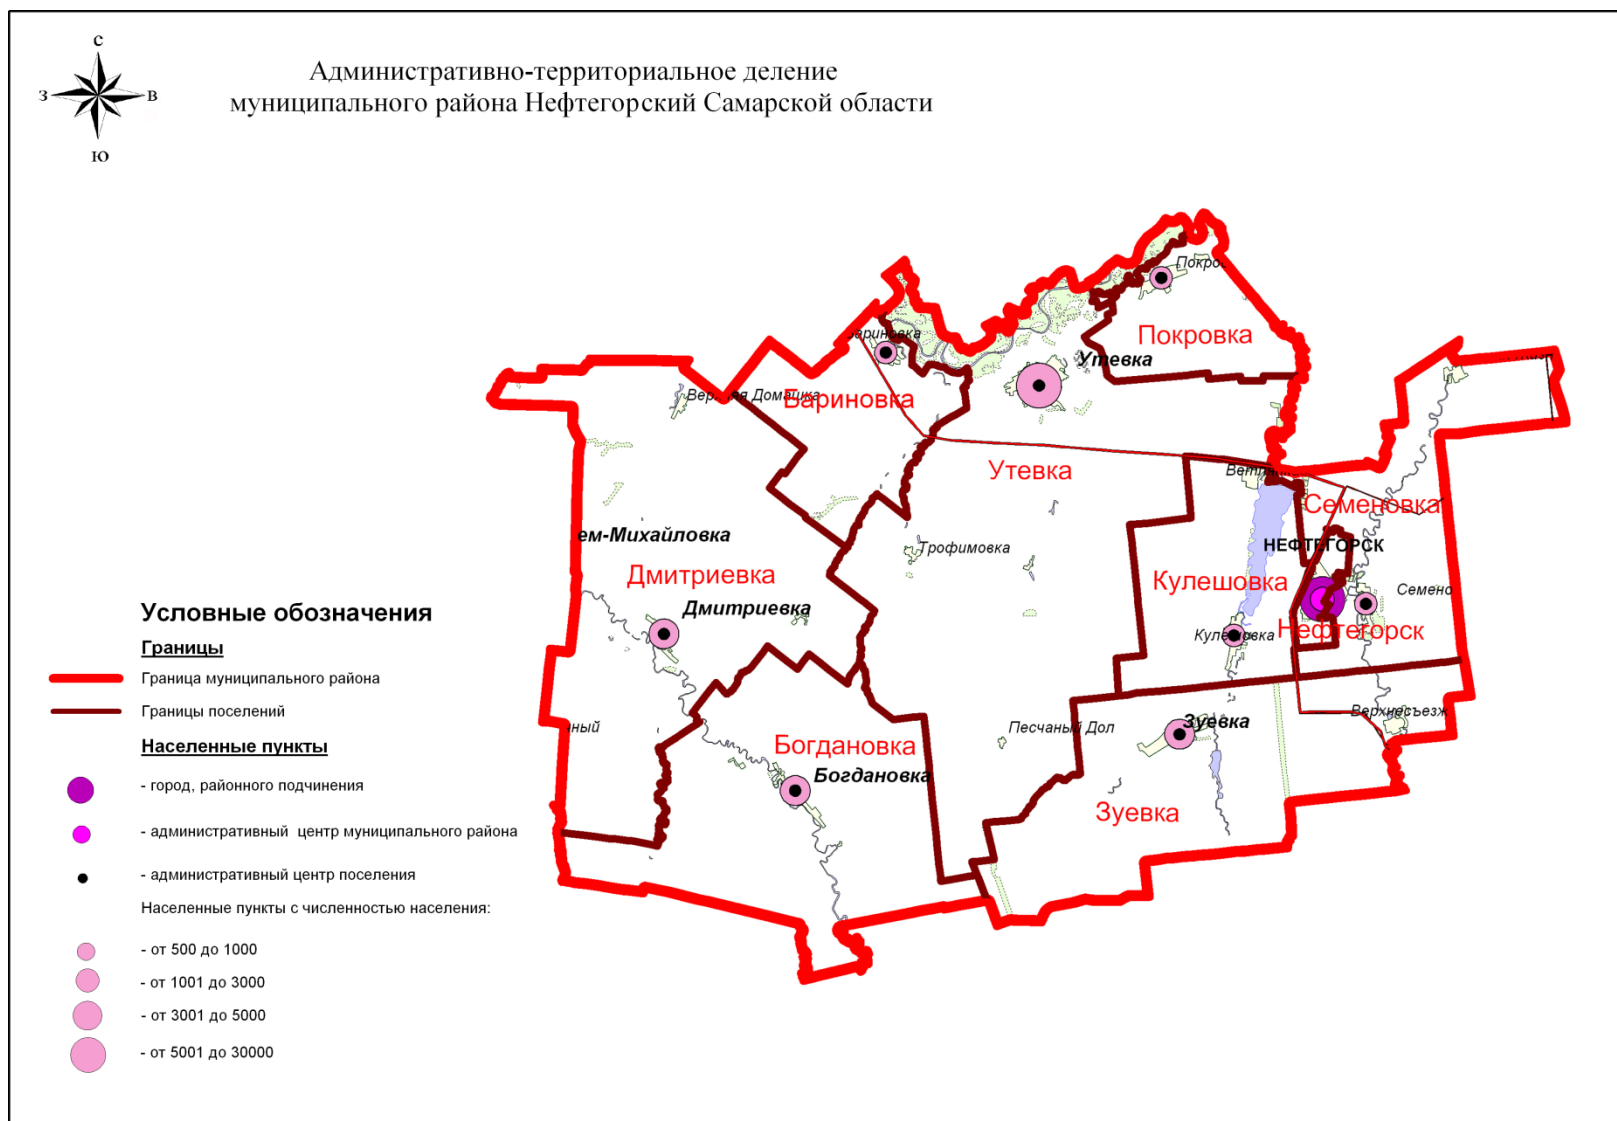 С
З
В
Ю
Административно-территориальное деление
муниципального района Нефтегорский Самарской области
Покровка
Утевка
Бариновка
Утевка
Семеновка
ем-Михайловка
Трофимовка
НЕФТЕГОРСК
Дмитриевка
Кулешовка
Семено
Дмитриевка
Нефтегорск
Кулешовка
Песчаный Дол
Зуевка
Верхнесъезж
Богдановка
Богдановка
Зуевка
Условные обозначения
Границы
Граница муниципального района
Границы поселений
Населенные пункты
- город, районного подчинения
- административный центр муниципального района
- административный центр поселения
Населенные пункты с численностью населения:
- от 500 до 1000
- от 1001 до 3000
- от 3001 до 5000
- от 5001 до 30000